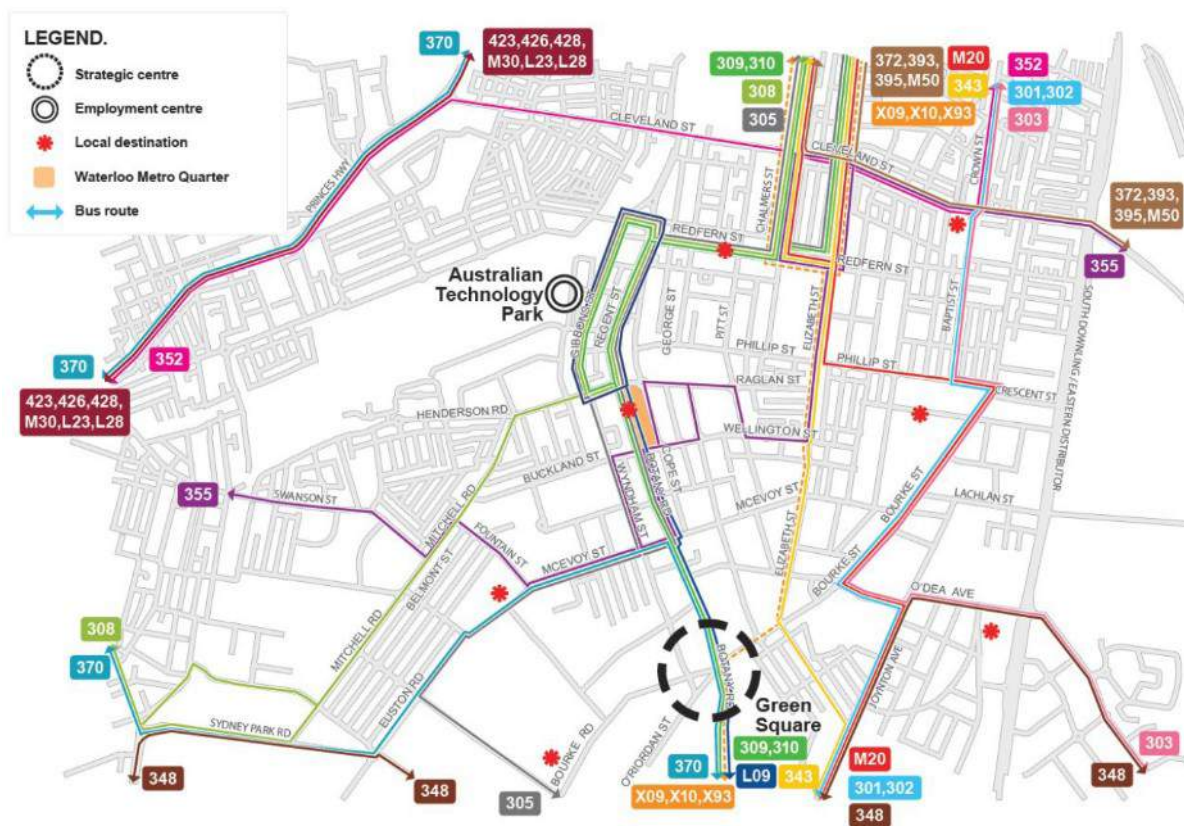 LEGEND.
Strategic centre
Employment centre
Local destination
Waterloo Metro Quarter
Bus route
370
423,426,428,
M30,L23,L28
309,310
308
305
372,393,
395,M50
X09,X10,X93
M20
343
352
301,302
303
CLEVELAND ST
CLEVELAND ST
CROWN ST
PRINCES HWY
CHALMERS ST
372,393,
395,M50
355
REDFERN ST
REDFERN ST
Australian
Technology
Park
REGENT ST
GEORGE ST
PITT ST
ELIZABETH ST
BAPTIST ST
SOUTH DOWLING / EASTERN DISTRIBUTOR
PHILLIP ST
PHILLIP ST
RAGLAN ST
CRESCENT ST
370
352
423,426,428,
M30,L23,L28
HENDERSON RD
WELLINGTON ST
BUCKLAND ST
COPE ST
WYNDHAM ST
MCEVOY ST
LACHLAN ST
BOURKE ST
355
SWANSON ST
MITCHELL RD
FOUNTAIN ST
MCEVOY ST
ELIZABETH ST
BOURKE ST
BELMONT ST
O'DEA AVE
308
370
MITCHELL RD
EUSTON RD
JOYNTON AVE
SYDNEY PARK RD
BOURKE RD
O'RIORDAN ST
Green
Square
348
348
305
370
309,310
L09
343
X09,X10,X93
M20
301,302
348
303
348